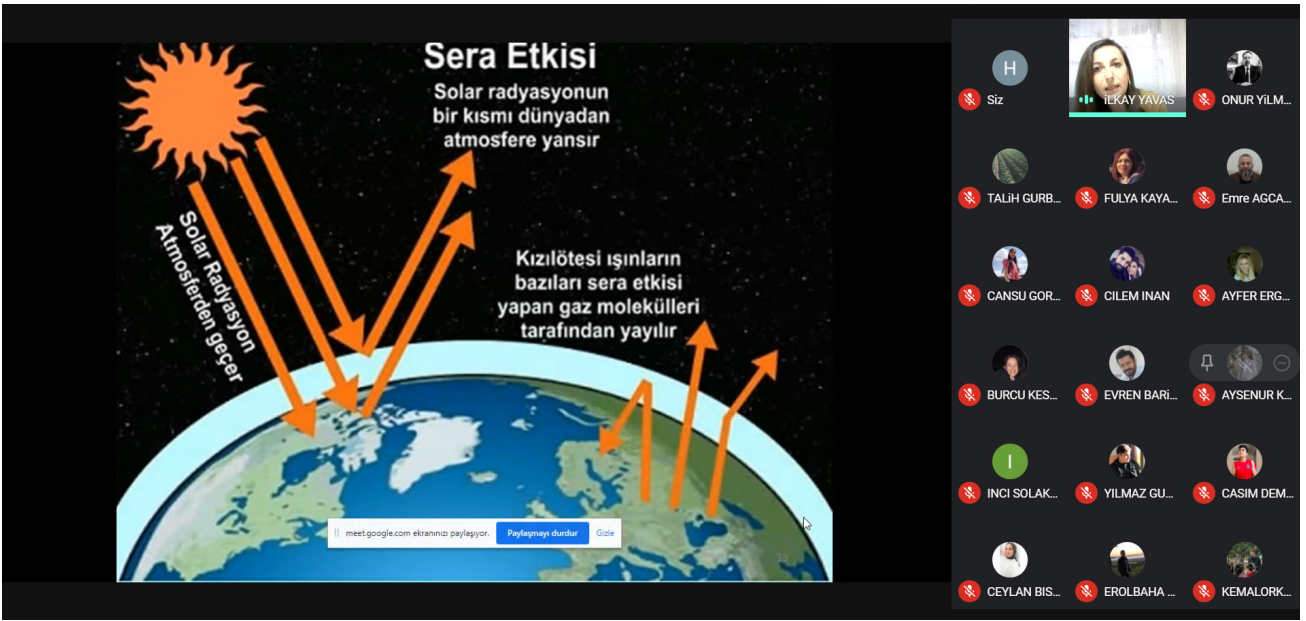 Sera Etkisi
Solar radyasyonun
bir kısmı dünyadan
atmosfere yansır
Solar Radyasyon
Atmosferden geçer
Kızılötesi ışınların
bazıları sera etkisi
yapan gaz molekülleri
tarafından yayılır
meet.google.com ekranınızı paylaşıyor.
Paylaşmayı durdur
Gizle
13
H
Siz
iLKAY YAVAS
ONUR YiLM...
TALiH GURB...
FULYA KAYA...
Emre AGCA...
CANSU GOR...
CILEM INAN
AYFER ERG...
BURCU KES...
EVREN BARi...
AYSENUR K...
I
INCI SOLAK...
YILMAZ GU...
CASIM DEM...
CEYLAN BIS...
EROLBAHA ...
KEMALORK...